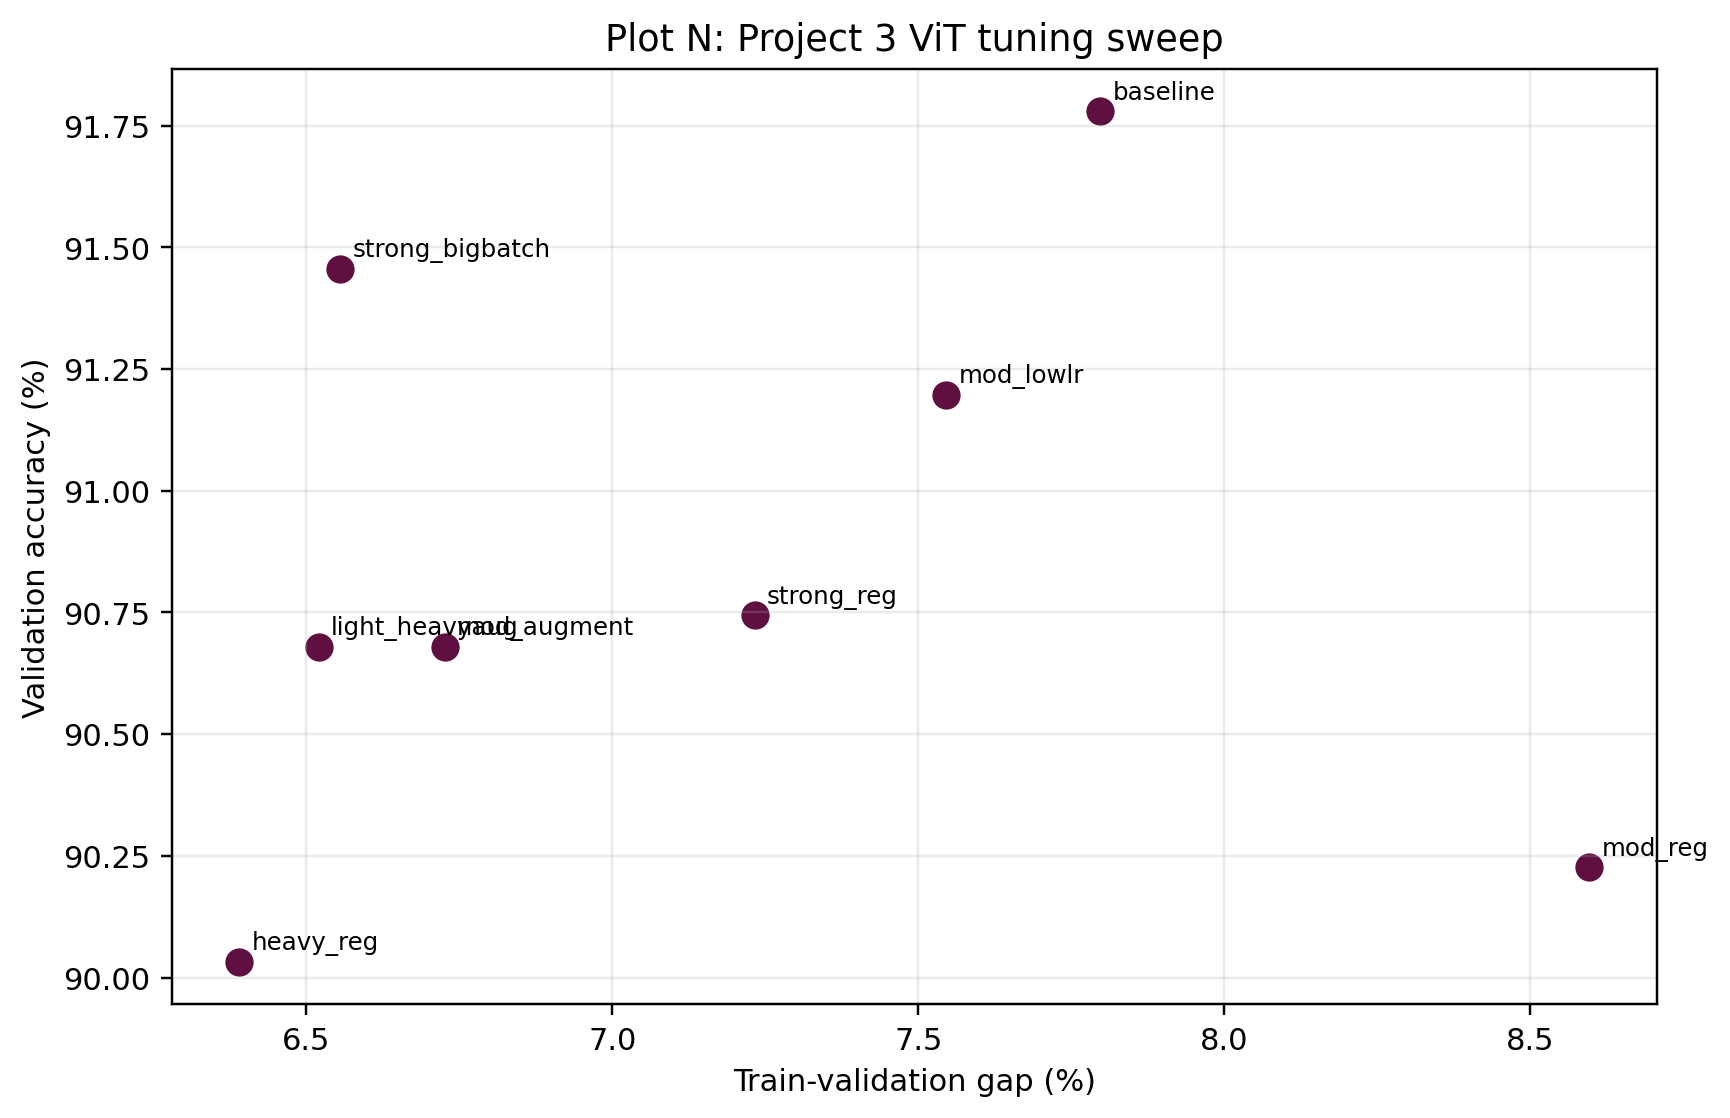 Plot N: Project 3 ViT tuning sweep
Validation accuracy (%)
91.75
91.50
91.25
91.00
90.75
90.50
90.25
90.00
baseline
strong_bigbatch
mod_lowlr
strong_reg
light_heavyaug
mod_augment
mod_reg
heavy_reg
6.5
7.0
7.5
8.0
8.5
Train-validation gap (%)